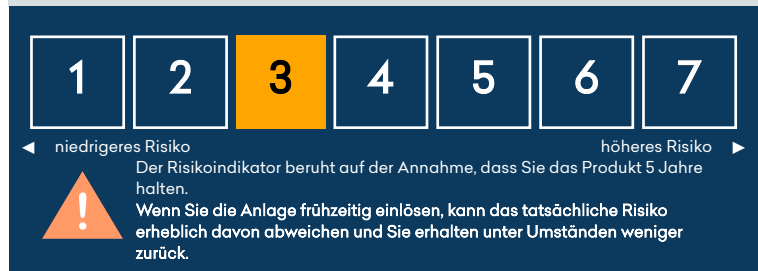 1 2 3 4 5 6 7
◄ niedrigeres Risiko höheres Risiko ►
Der Risikoindikator beruht auf der Annahme, dass Sie das Produkt 5 Jahre
halten.
!
Wenn Sie die Anlage frühzeitig einlösen, kann das tatsächliche Risiko
erheblich davon abweichen und Sie erhalten unter Umständen weniger
zurück.